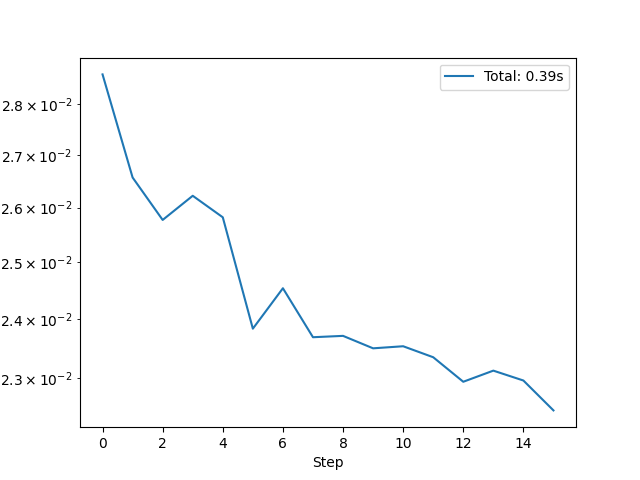 Total: 0.39s
2.8 × 10⁻²
2.7 × 10⁻²
2.6 × 10⁻²
2.5 × 10⁻²
2.4 × 10⁻²
2.3 × 10⁻²
0 2 4 6 8 10 12 14
Step